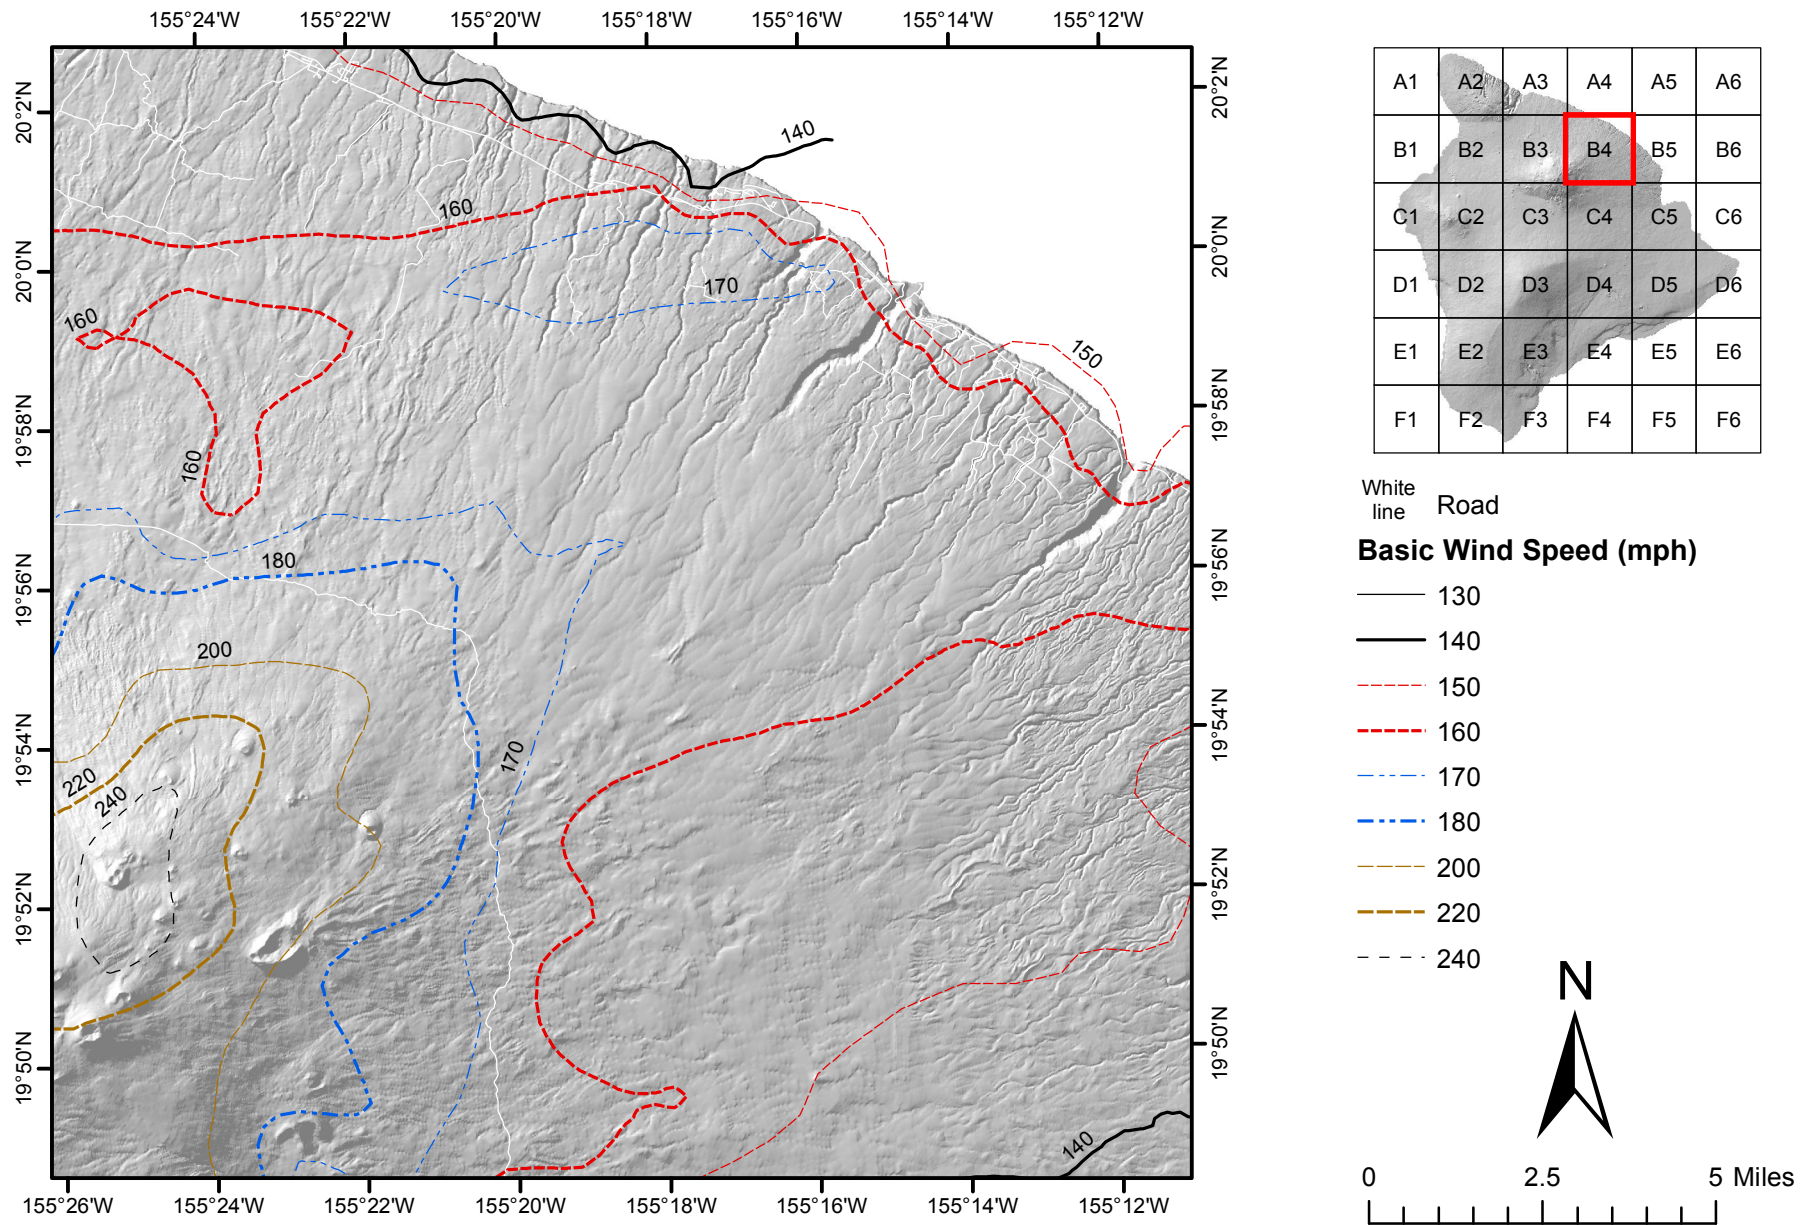 155°24'W 155°22'W 155°20'W 155°18'W 155°16'W 155°14'W 155°12'W
20°2'N
20°0'N
19°58'N
19°56'N
19°54'N
19°52'N
19°50'N
140
160
170
160
150
160
180
200
170
220
240
140
20°2'N
20°0'N
19°58'N
19°56'N
19°54'N
19°52'N
19°50'N
155°26'W 155°24'W 155°22'W 155°20'W 155°18'W 155°16'W 155°14'W 155°12'W
A1 A2 A3 A4 A5 A6
B1 B2 B3 B4 B5 B6
C1 C2 C3 C4 C5 C6
D1 D2 D3 D4 D5 D6
E1 E2 E3 E4 E5 E6
F1 F2 F3 F4 F5 F6
White
line Road
Basic Wind Speed (mph)
130
140
150
160
170
180
200
220
240
N
0 2.5 5 Miles